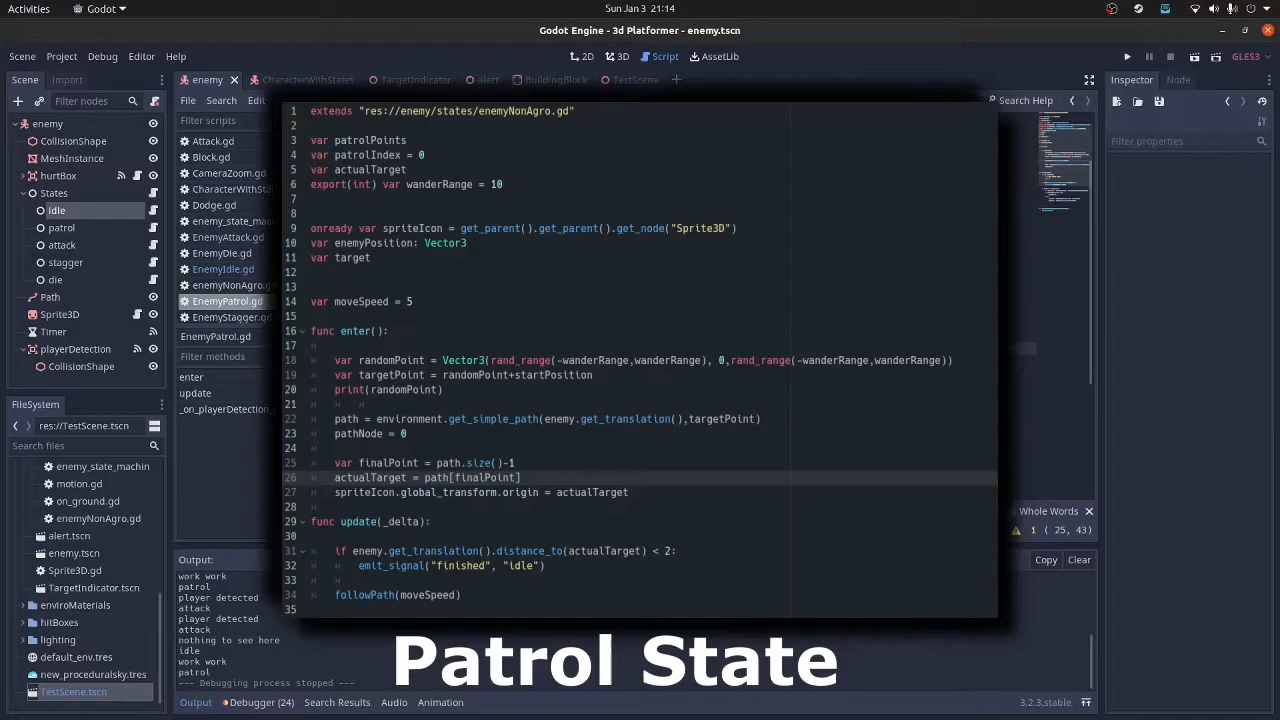 Activities
Godot
Sun Jan 3 21:14
Godot Engine - 3d Platformer - enemy.tscn
Scene Project Debug Editor Help
2D 3D Script AssetLib
GLES3
Scene Import
enemy CharacterWithStates TargetIndicator alert BuildingBlock TestScene
Inspector Node
Filter nodes
File Search Edit
Search Help
Filter scripts
Filter properties
enemy
CollisionShape
MeshInstance
hurtBox
States
idle
patrol
attack
stagger
die
Path
Sprite3D
Timer
playerDetection
CollisionShape
Attack.gd
Block.gd
CameraZoom.gd
CharacterWithSta
Dodge.gd
enemy_state_mach
EnemyAttack.gd
EnemyDie.gd
EnemyIdle.gd
enemyNonAgro.gd
EnemyPatrol.gd
EnemyStagger.gd
EnemyPatrol.gd
Filter methods
enter
update
_on_playerDetection_
FileSystem
res://TestScene.tscn
Search files
enemy_state_machin
motion.gd
on_ground.gd
enemyNonAgro.gd
alert.tscn
enemy.tscn
Sprite3D.gd
TargetIndicator.tscn
enviroMaterials
hitBoxes
lighting
default_env.tres
new_proceduralsky.tres
TestScene.tscn
1 extends "res://enemy/states/enemyNonAgro.gd"
2
3 var patrolPoints
4 var patrolIndex = 0
5 var actualTarget
6 export(int) var wanderRange = 10
7
8
9 onready var spriteIcon = get_parent().get_parent().get_node("Sprite3D")
10 var enemyPosition: Vector3
11 var target
12
13
14 var moveSpeed = 5
15
16 func enter():
17
18 var randomPoint = Vector3(rand_range(-wanderRange,wanderRange), 0,rand_range(-wanderRange,wanderRange))
19 var targetPoint = randomPoint+startPosition
20 print(randomPoint)
21
22 path = environment.get_simple_path(enemy.get_translation(),targetPoint)
23 pathNode = 0
24
25 var finalPoint = path.size()-1
26 actualTarget = path[finalPoint]
27 spriteIcon.global_transform.origin = actualTarget
28
29 func update(_delta):
30
31 if enemy.get_translation().distance_to(actualTarget) < 2:
32 emit_signal("finished", "idle")
33
34 followPath(moveSpeed)
35
Whole Words
1 ( 25, 43)
Output:
Copy Clear
work work
patrol
player detected
attack
player detected
attack
nothing to see here
idle
work work
patrol
--- Debugging process stopped ---
Patrol State
Output Debugger (24) Search Results Audio Animation
3.2.3.stable